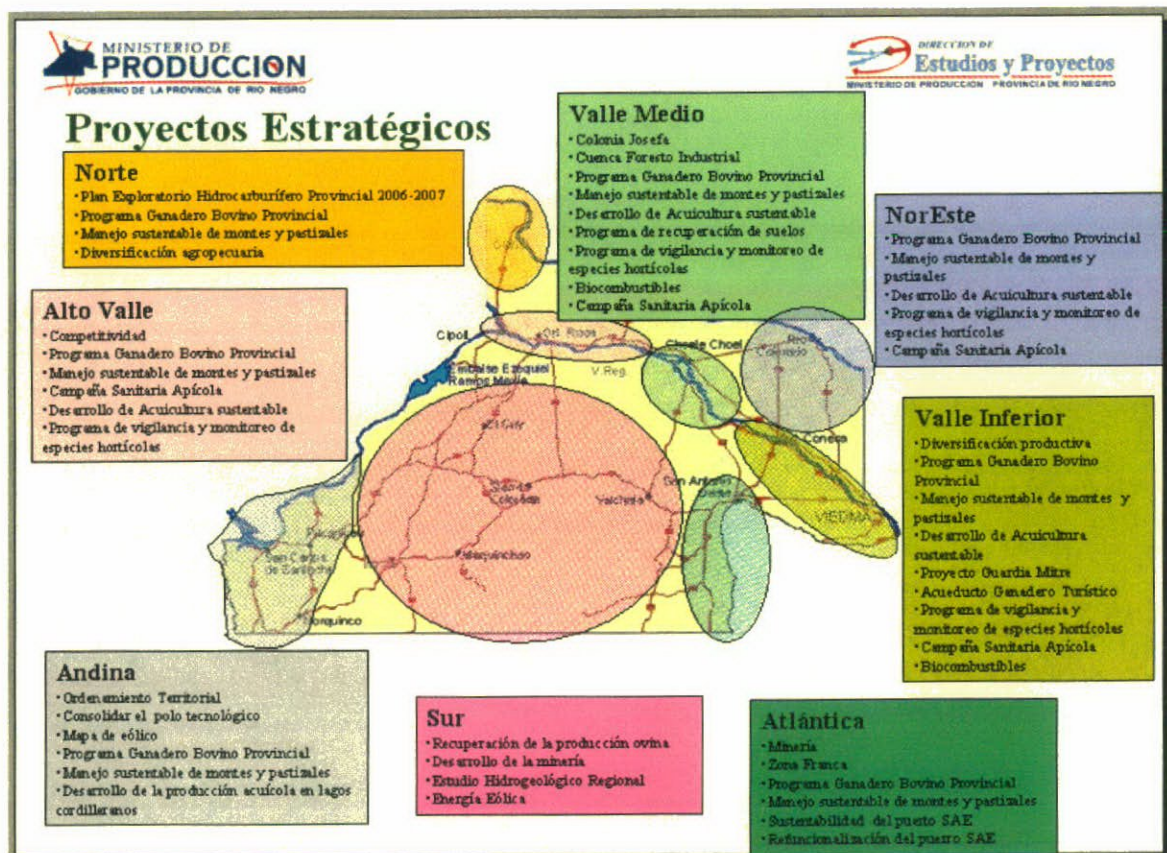 MINISTERIO DE
PRODUCCION
GOBIERNO DE LA PROVINCIA DE RIO NEGRO
DIRECCION DE
Estudios y Proyectos
MINISTERIO DE PRODUCCION PROVINCIA DE RIO NEGRO
Proyectos Estratégicos
Norte
• Plan Exploratorio Hidrocarburífero Provincial 2006-2007
• Programa Ganadero Bovino Provincial
• Manejo sustentable de montes y pastizales
• Diversificación agropecuaria
Valle Medio
• Colonia Josefa
• Cuenca Foresto Industrial
• Programa Ganadero Bovino Provincial
• Manejo sustentable de montes y pastizales
• Desarrollo de Acuicultura sustentable
• Programa de recuperación de suelos
• Programa de vigilancia y monitoreo de
especies hortícolas
• Biocombustibles
• Campaña Sanitaria Apícola
NorEste
• Programa Ganadero Bovino Provincial
• Manejo sustentable de montes y
pastizales
• Desarrollo de Acuicultura sustentable
• Programa de vigilancia y monitoreo de
especies hortícolas
• Campaña Sanitaria Apícola
Alto Valle
• Competitividad
• Programa Ganadero Bovino Provincial
• Manejo sustentable de montes y pastizales
• Campaña Sanitaria Apícola
• Desarrollo de Acuicultura sustentable
• Programa de vigilancia y monitoreo de
especies hortícolas
Cipoll
Gri. Roca
Choele Choel
Rio
Colorado
V. Reg.
Embalse Ezequiel
Ramos Mexia
El Cuy
Conesa
San Antonio
Oeste
Valcheta
VIEDMA
Maquinchao
San Carlos
de Bariloche
Norquinco
Valle Inferior
• Diversificación productiva
• Programa Ganadero Bovino
Provincial
• Manejo sustentable de montes y
pastizales
• Desarrollo de Acuicultura
sustentable
• Proyecto Guardia Mitre
• Acueducto Ganadero Turístico
• Programa de vigilancia y
monitoreo de especies hortícolas
• Campaña Sanitaria Apícola
• Biocombustibles
Andina
• Ordenamiento Territorial
• Consolidar el polo tecnológico
• Mapa de eólico
• Programa Ganadero Bovino Provincial
• Manejo sustentable de montes y pastizales
• Desarrollo de la producción acuícola en lagos
cordilleranos
Sur
• Recuperación de la producción ovina
• Desarrollo de la minería
• Estudio Hidrogeológico Regional
• Energía Eólica
Atlántica
• Minería
• Zona Franca
• Programa Ganadero Bovino Provincial
• Manejo sustentable de montes y pastizales
• Sustentabilidad del puerto SAE
• Refuncionalización del puerto SAE